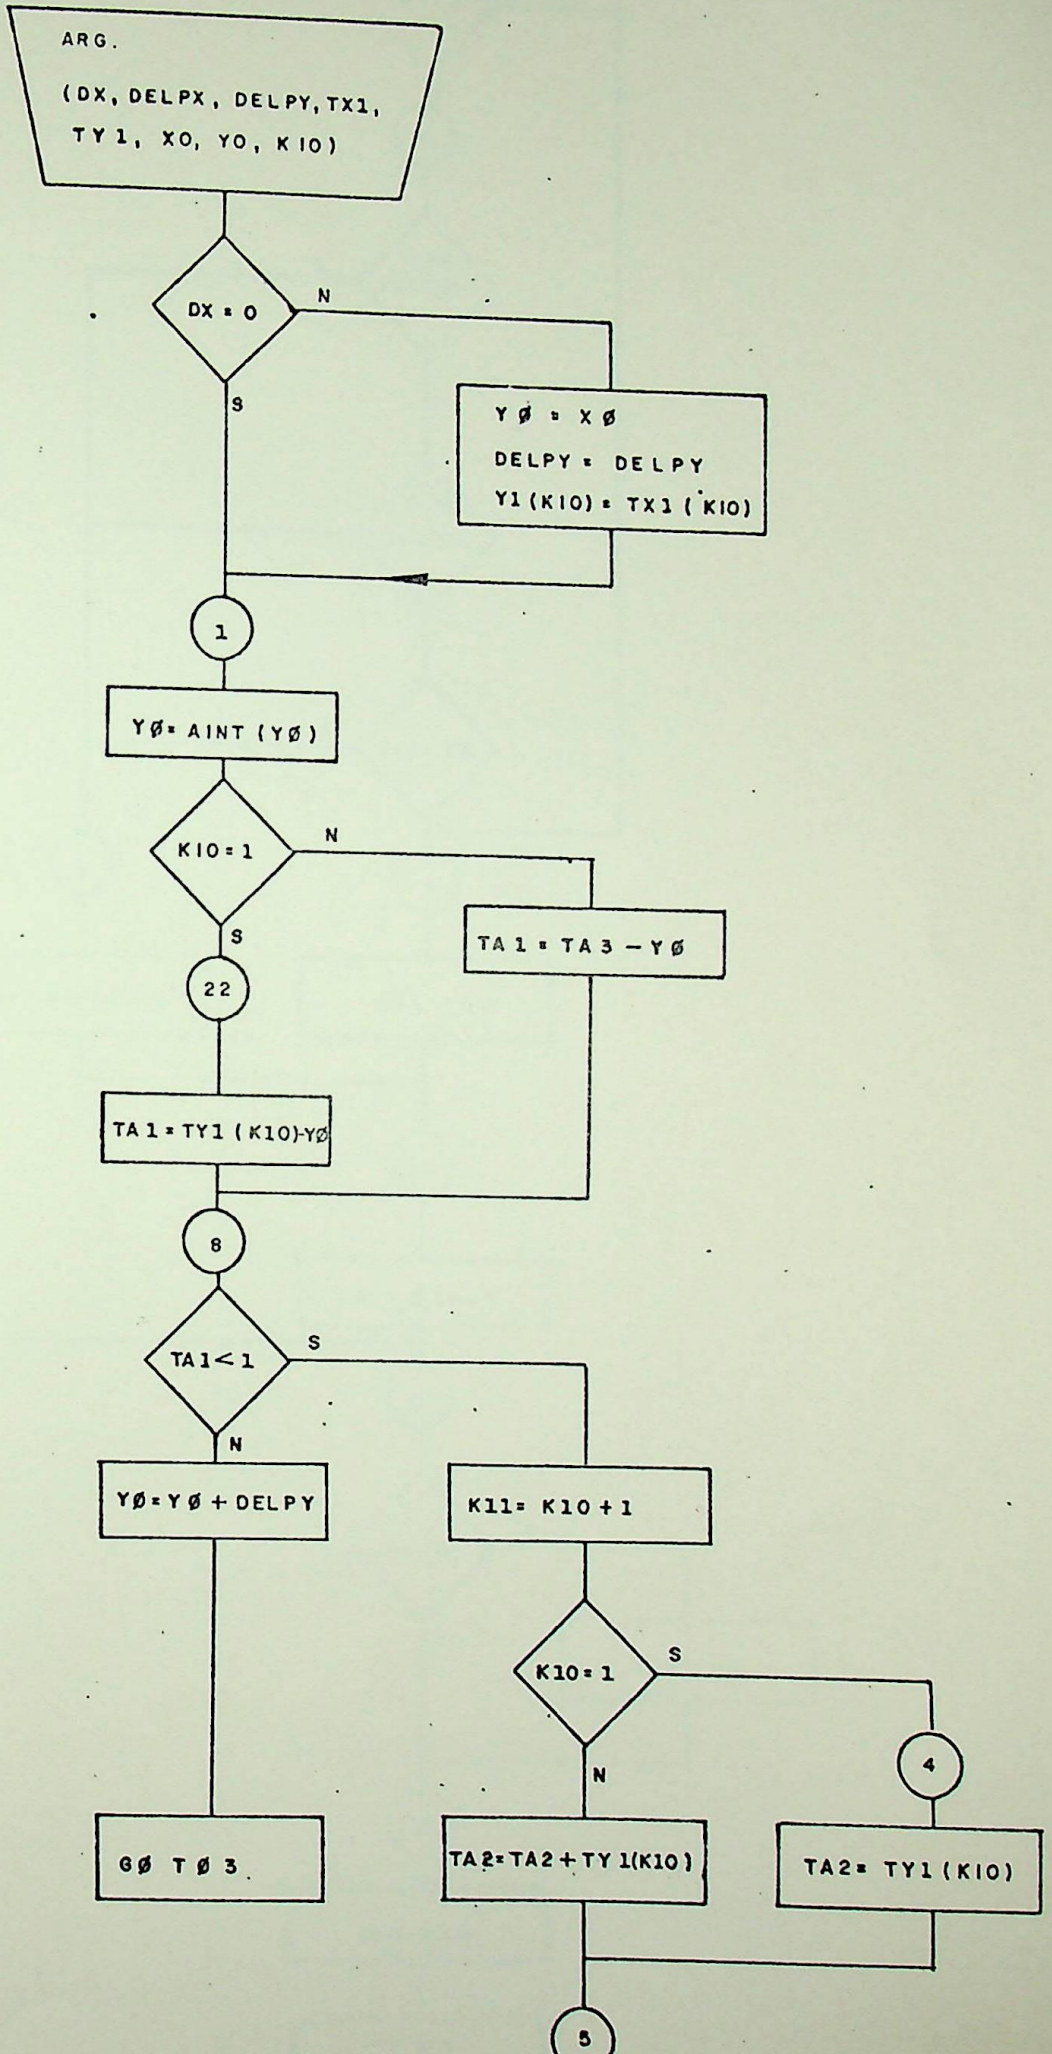 ARG.
(DX, DELPX, DELPY, TX1,
TY1, XO, YO, K10)
DX = 0
N
S
YØ = XØ
DELPY = DELPY
Y1(K10) = TX1(K10)
1
YØ = AINT (YØ)
K10 = 1
N
S
TA1 = TA3 - YØ
22
TA1 = TY1 (K10)-YØ
8
TA1 < 1
S
N
YØ = YØ + DELPY
K11 = K10 + 1
K10 = 1
S
N
4
GØ TØ 3.
TA2 = TA2 + TY1(K10)
TA2 = TY1 (K10)
5